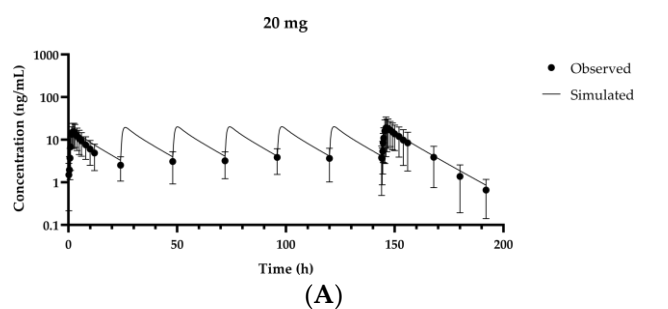 20 mg
Concentration (ng/mL)
1000
100
10
1
0.1
0
50
100
150
200
Time (h)
Observed
Simulated
(A)